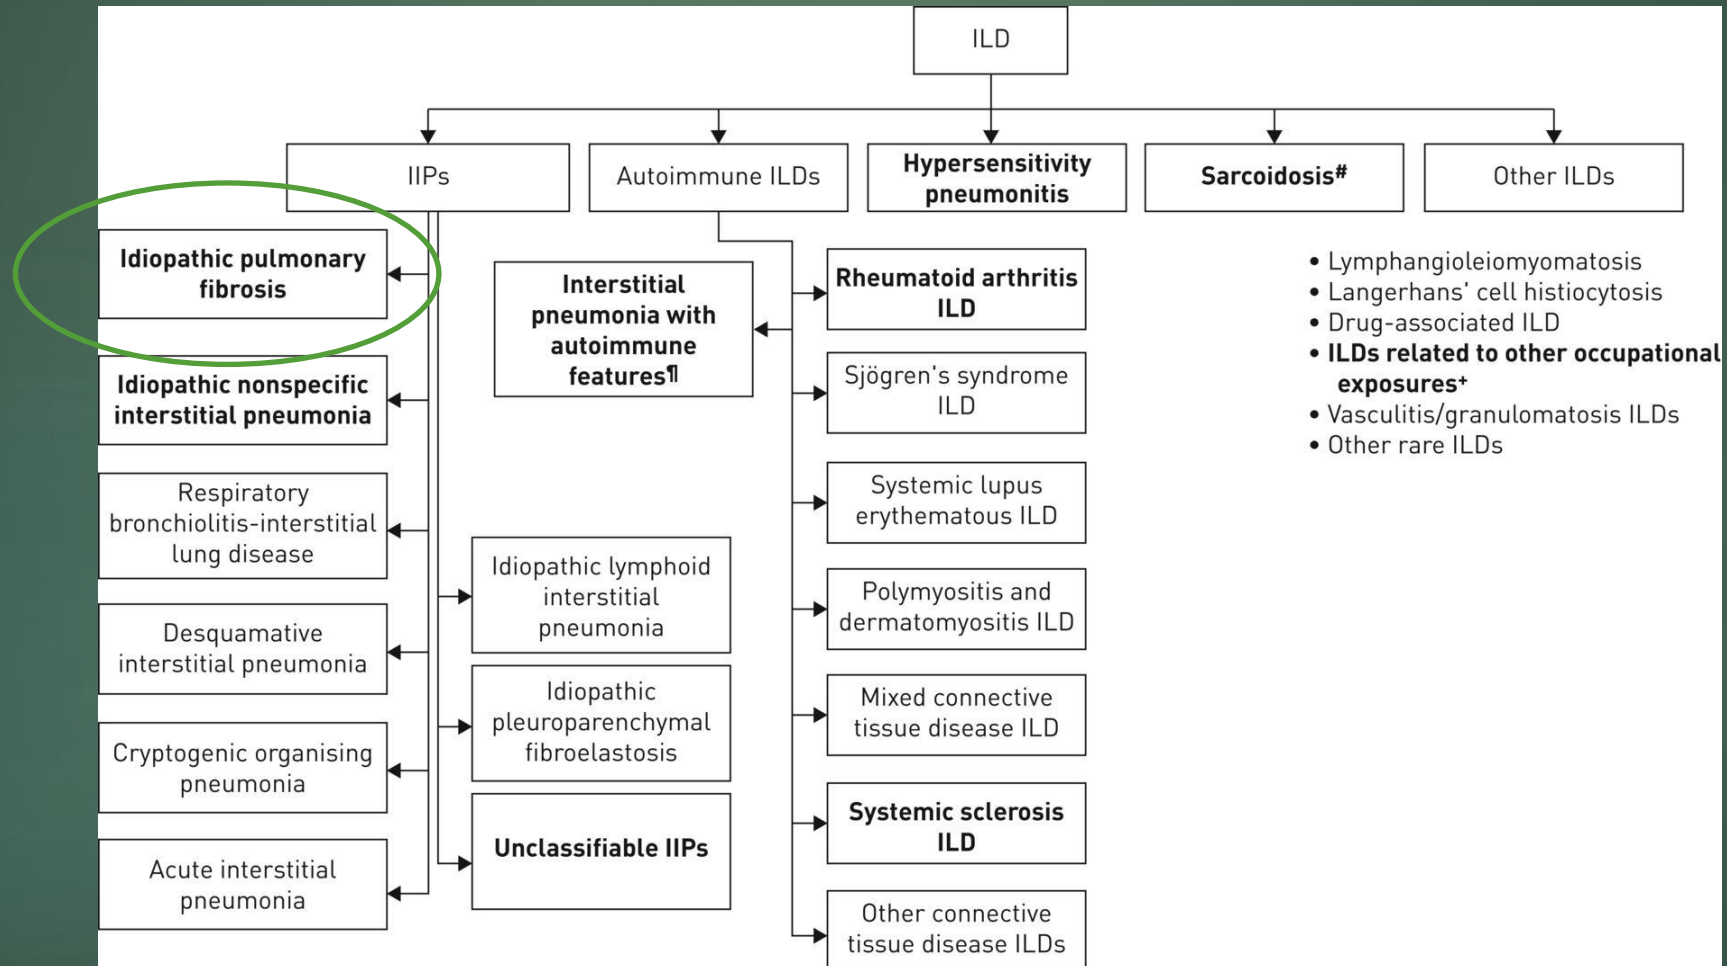 ILD
IIPs
Autoimmune ILDs
Hypersensitivity
pneumonitis
Sarcoidosis#
Other ILDs
Idiopathic pulmonary
fibrosis
Idiopathic nonspecific
interstitial pneumonia
Respiratory
bronchiolitis-interstitial
lung disease
Desquamative
interstitial pneumonia
Cryptogenic organising
pneumonia
Acute interstitial
pneumonia
Idiopathic lymphoid
interstitial
pneumonia
Idiopathic
pleuroparenchymal
fibroelastosis
Unclassifiable IIPs
Interstitial
pneumonia with
autoimmune
features¶
Rheumatoid arthritis
ILD
Sjögren's syndrome
ILD
Systemic lupus
erythematous ILD
Polymyositis and
dermatomyositis ILD
Mixed connective
tissue disease ILD
Systemic sclerosis
ILD
Other connective
tissue disease ILDs
• Lymphangioleiomyomatosis
• Langerhans' cell histiocytosis
• Drug-associated ILD
• ILDs related to other occupational
exposures+
• Vasculitis/granulomatosis ILDs
• Other rare ILDs